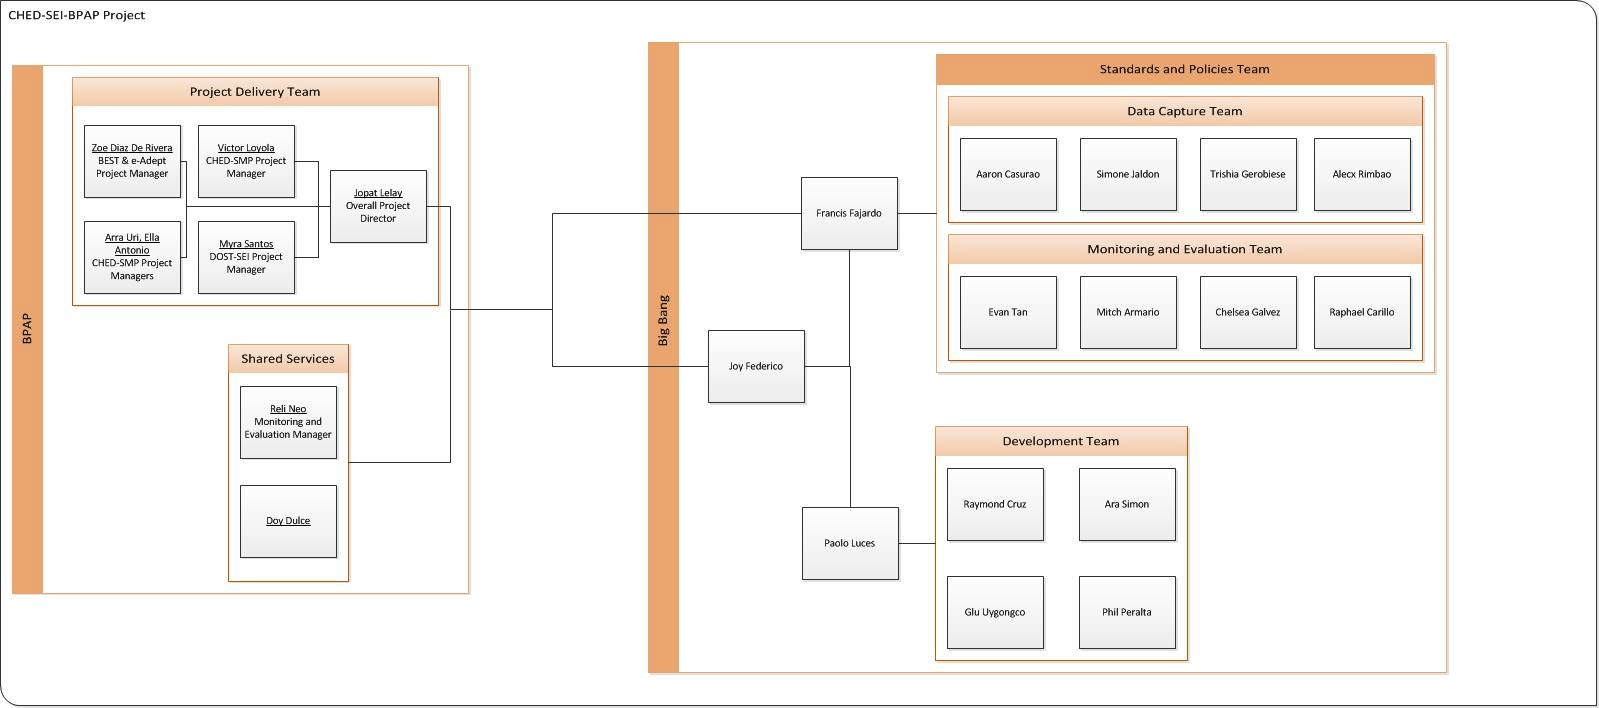 CHED-SEI-BPAP Project
BPAP
Project Delivery Team
Zoe Diaz De Rivera
BEST & e-Adept
Project Manager
Victor Loyola
CHED-SMP Project
Manager
Jopat Lelay
Overall Project
Director
Arra Uri, Ella
Antonio
CHED-SMP Project
Managers
Myra Santos
DOST-SEI Project
Manager
Shared Services
Reli Neo
Monitoring and
Evaluation Manager
Doy Dulce
Big Bang
Francis Fajardo
Joy Federico
Paolo Luces
Standards and Policies Team
Data Capture Team
Aaron Casurao
Simone Jaldon
Trishia Gerobiese
Alecx Rimbao
Monitoring and Evaluation Team
Evan Tan
Mitch Armario
Chelsea Galvez
Raphael Carillo
Development Team
Raymond Cruz
Ara Simon
Glu Uygongco
Phil Peralta